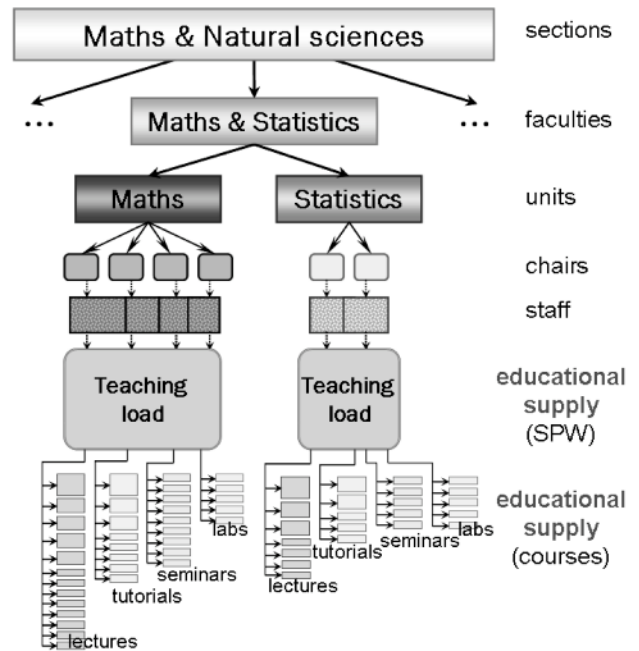 Maths & Natural sciences
sections
...
Maths & Statistics
...
faculties
Maths
Statistics
units
chairs
staff
Teaching
load
Teaching
load
educational
supply
(SPW)
lectures
tutorials
seminars
labs
lectures
tutorials
seminars
labs
educational
supply
(courses)